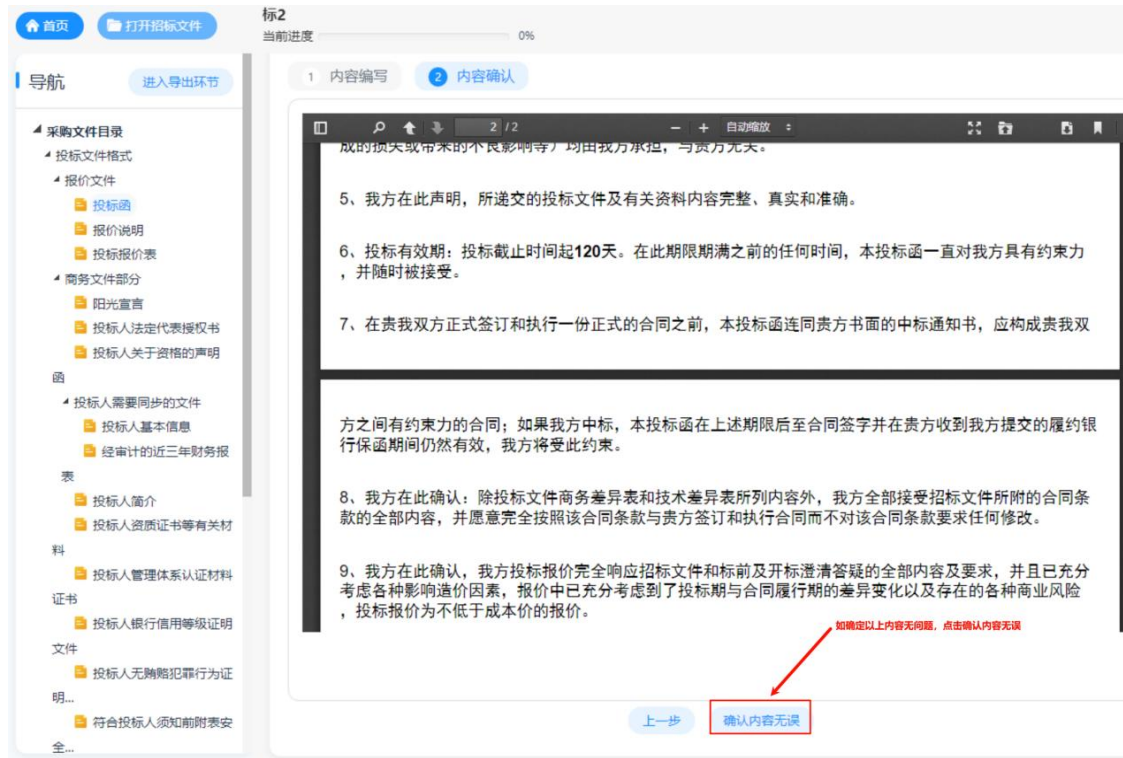 首页
打开招标文件
标2
当前进度
0%
导航
进入导出环节
1 内容编写
2 内容确认
采购文件目录
投标文件格式
报价文件
投标函
报价说明
投标报价表
商务文件部分
阳光宣言
投标人法定代表授权书
投标人关于资格的声明
函
投标人需要同步的文件
投标人基本信息
经审计的近三年财务报
表
投标人简介
投标人资质证书等有关材
料
投标人管理体系认证材料
证书
投标人银行信用等级证明
文件
投标人无贿赂犯罪行为证
明...
符合投标人须知前附表安
全...
2 / 2
自动缩放
成的损失或带来的不良影响等）均由我方承担，与贵方无关。
5、我方在此声明，所递交的投标文件及有关资料内容完整、真实和准确。
6、投标有效期：投标截止时间起120天。在此期限期满之前的任何时间，本投标函一直对我方具有约束力
，并随时被接受。
7、在贵我双方正式签订和执行一份正式的合同之前，本投标函连同贵方书面的中标通知书，应构成贵我双
方之间有约束力的合同；如果我方中标，本投标函在上述期限后至合同签字并在贵方收到我方提交的履约银
行保函期间仍然有效，我方将受此约束。
8、我方在此确认：除投标文件商务差异表和技术差异表所列内容外，我方全部接受招标文件所附的合同条
款的全部内容，并愿意完全按照该合同条款与贵方签订和执行合同而不对该合同条款要求任何修改。
9、我方在此确认，我方投标报价完全响应招标文件和标前及开标澄清答疑的全部内容及要求，并且已充分
考虑各种影响造价因素，报价中已充分考虑到了投标期与合同履行期的差异变化以及存在的各种商业风险
，投标报价为不低于成本价的报价。
如确定以上内容无问题，点击确认内容无误
上一步
确认内容无误